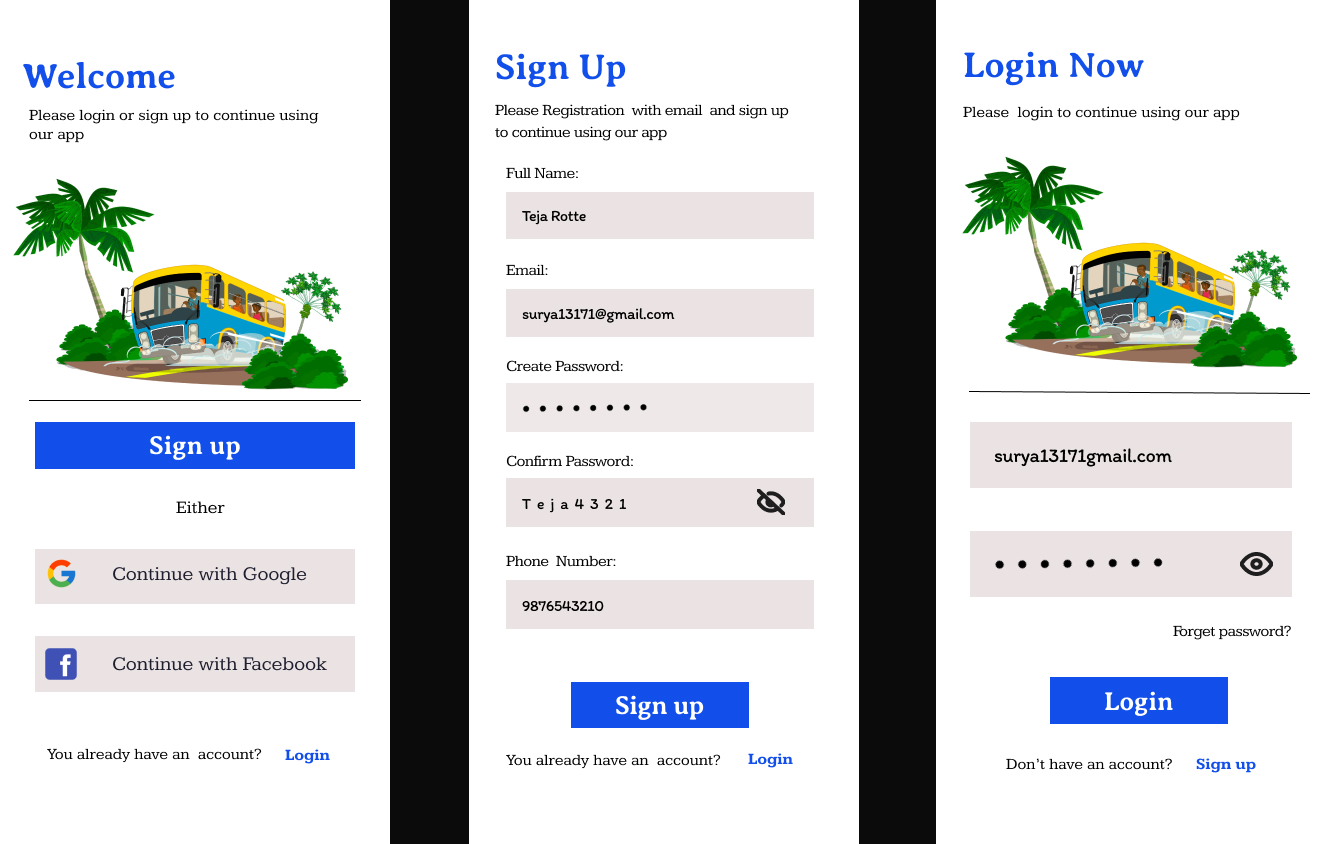 Welcome
Please login or sign up to continue using
our app
Sign up
Either
Continue with Google
f Continue with Facebook
You already have an account? Login
Sign Up
Please Registration with email and sign up
to continue using our app
Full Name:
Teja Rotte
Email:
surya13171@gmail.com
Create Password:
••••••••
Confirm Password:
Teja4321
Phone Number:
9876543210
Sign up
You already have an account? Login
Login Now
Please login to continue using our app
surya13171gmail.com
••••••••
Forget password?
Login
Don't have an account? Sign up